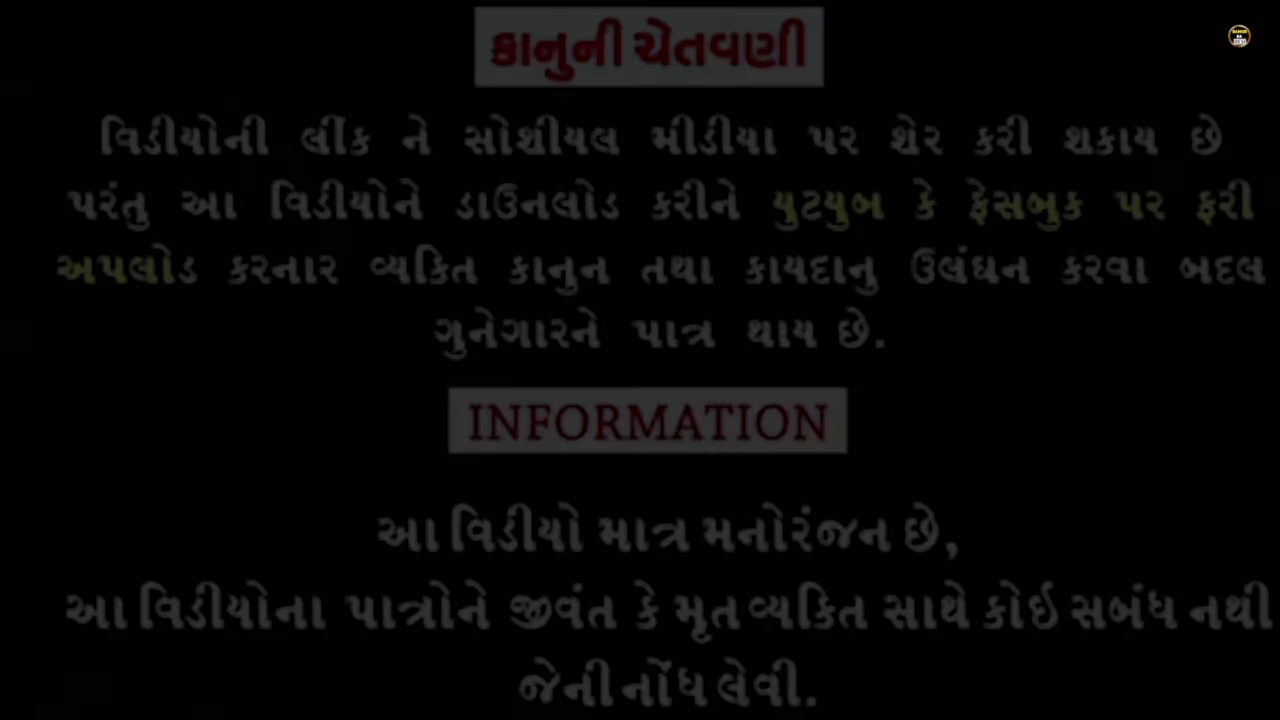 કાનુની ચેતવણી
વિડીયોની લીંક ને સોશીયલ મીડીયા પર શેર કરી શકાય છે
પરંતુ આ વિડીયોને ડાઉનલોડ કરીને યુટયુબ કે ફેસબુક પર ફરી
અપલોડ કરનાર વ્યકિત કાનુન તથા કાયદાનુ ઉલંઘન કરવા બદલ
ગુનેગારને પાત્ર થાય છે.
INFORMATION
આ વિડીયો માત્ર મનોરંજન છે,
આ વિડીયોના પાત્રોને જીવંત કે મૃત વ્યકિત સાથે કોઇ સબંધ નથી
જેની નોંધ લેવી.